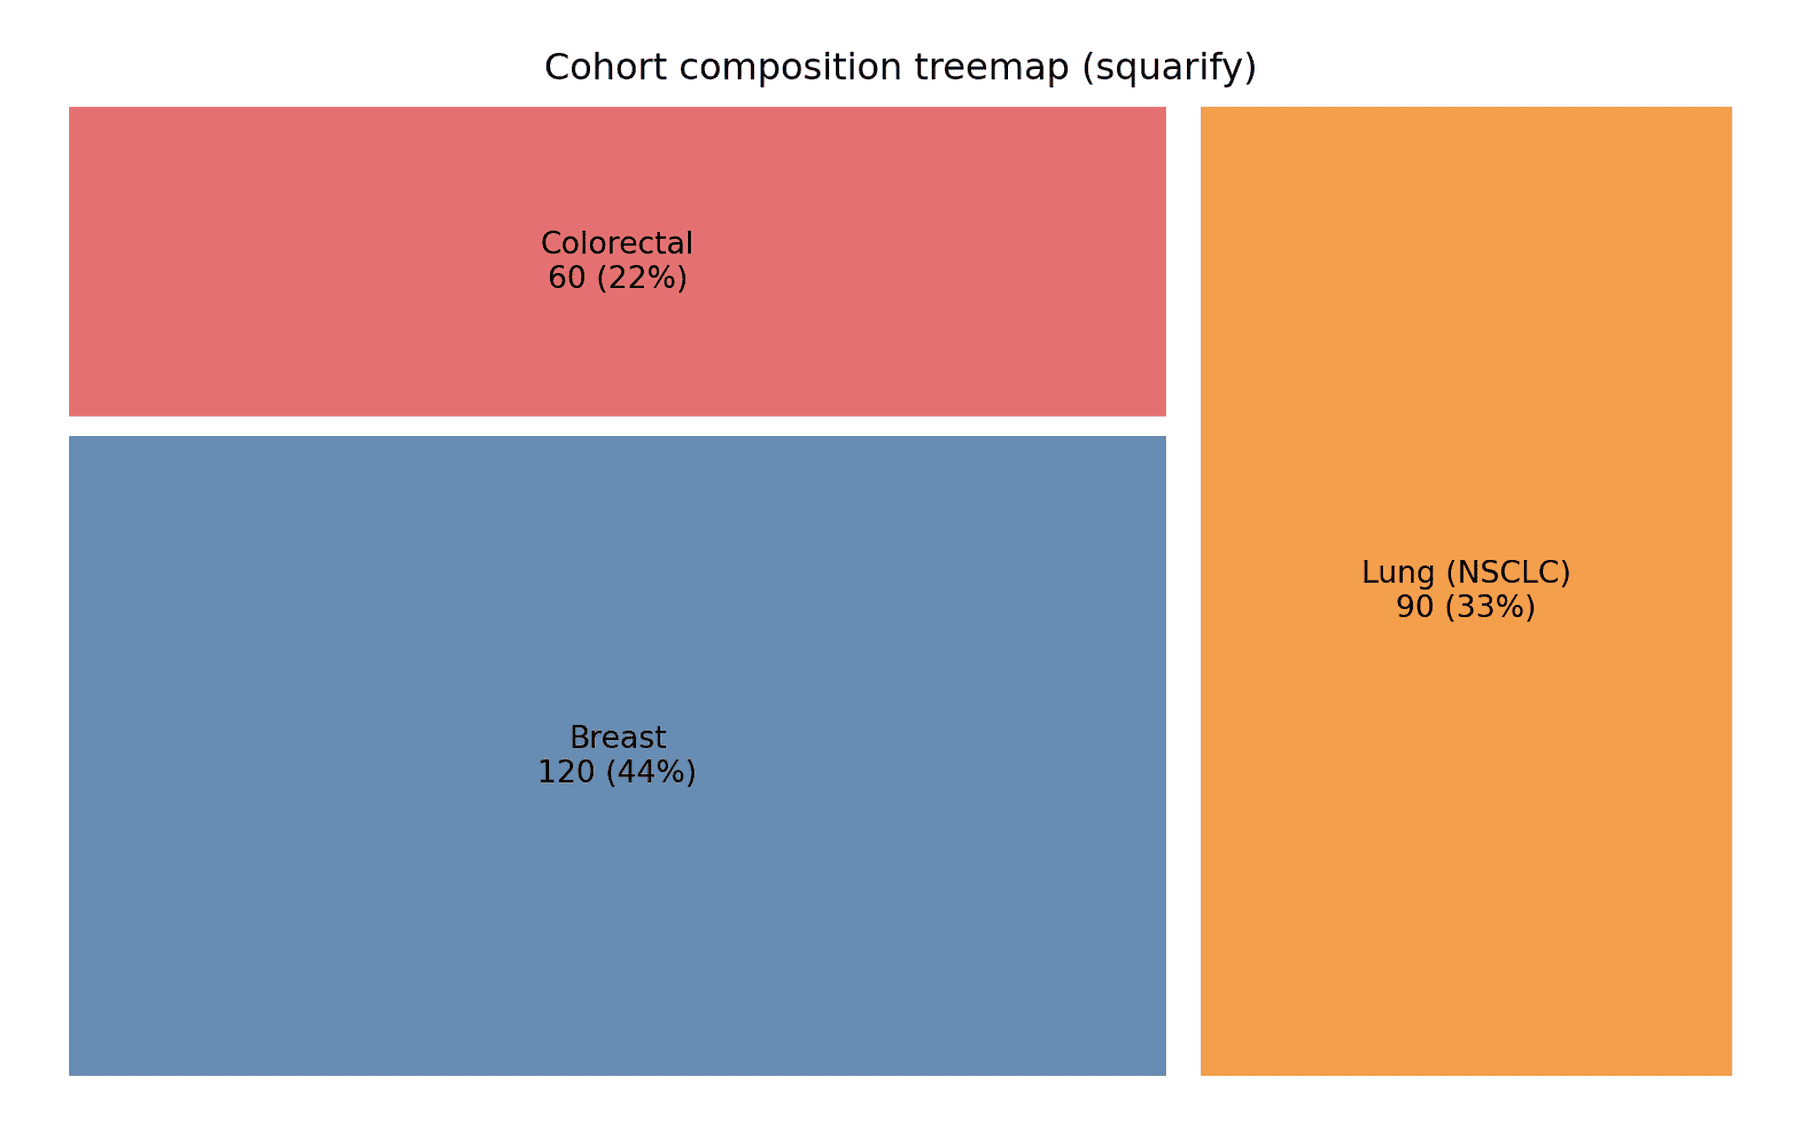 Cohort composition treemap (squarify)
Colorectal
60 (22%)
Lung (NSCLC)
90 (33%)
Breast
120 (44%)